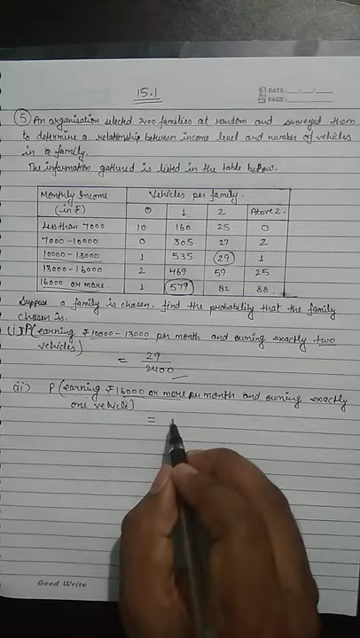 15.1
DATE: __/__/__
PAGE:
(5) An organisation selected 2400 families at random and surveyed them
to determine a relationship between income level and number of vehicles
in a family.
The information gathered is listed in the table below.
Monthly Income (in ₹) Vehicles per family.
0 1 2 Above 2
Less than 7000 10 160 25 0
7000-10000 0 305 27 2
10000-13000 1 535 29 1
13000-16000 2 469 59 25
16000 or more 1 579 82 88
Suppose a family is chosen. find the probability that the family
chosen is.
(i) P(earning ₹10000-13000 per month and owning exactly two
vehicles)
= 29/2400
(ii) P(earning ₹16000 or more per month and owning exactly
one vehicle)
=
Good Write